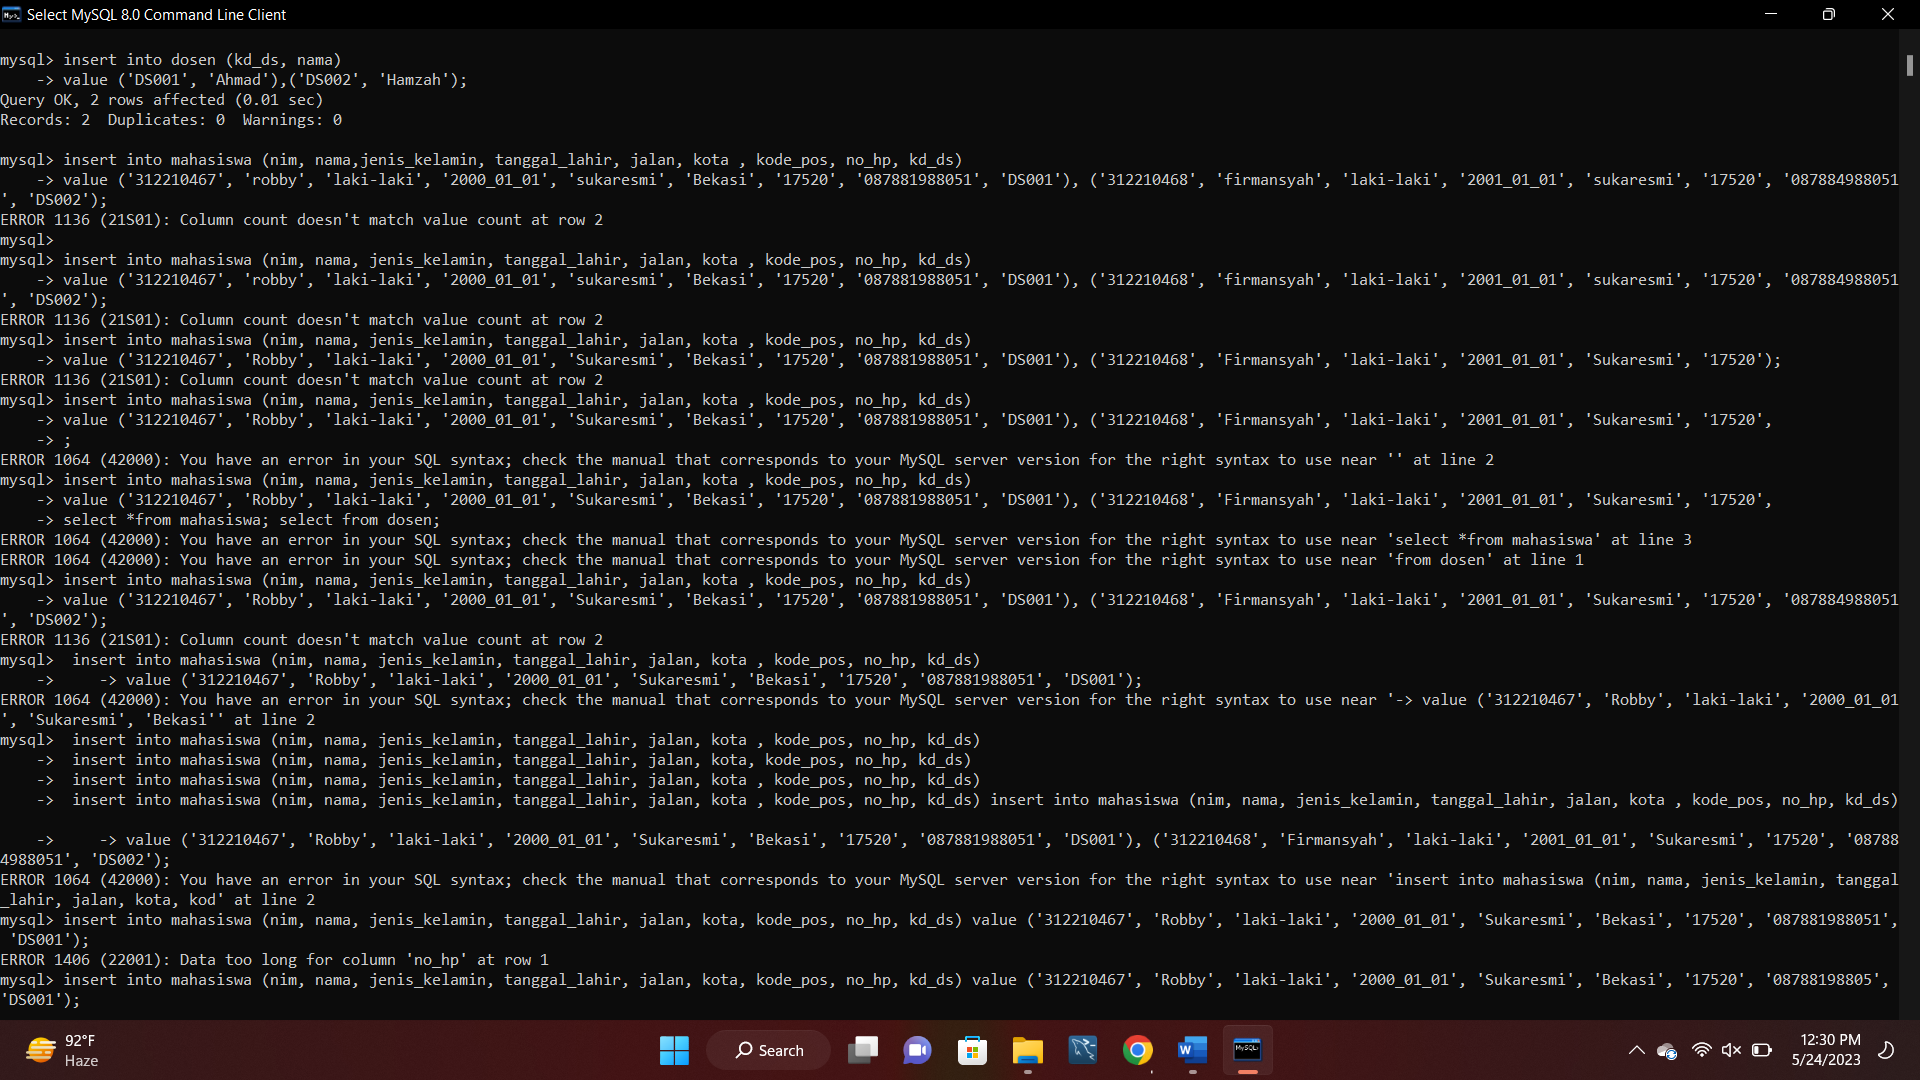 Select MySQL 8.0 Command Line Client
mysql> insert into dosen (kd_ds, nama)
    -> value ('DS001', 'Ahmad'),('DS002', 'Hamzah');
Query OK, 2 rows affected (0.01 sec)
Records: 2  Duplicates: 0  Warnings: 0
mysql> insert into mahasiswa (nim, nama,jenis_kelamin, tanggal_lahir, jalan, kota , kode_pos, no_hp, kd_ds)
    -> value ('312210467', 'robby', 'laki-laki', '2000_01_01', 'sukaresmi', 'Bekasi', '17520', '087881988051', 'DS001'), ('312210468', 'firmansyah', 'laki-laki', '2001_01_01', 'sukaresmi', '17520', '087884988051
', 'DS002');
ERROR 1136 (21S01): Column count doesn't match value count at row 2
mysql>
mysql> insert into mahasiswa (nim, nama, jenis_kelamin, tanggal_lahir, jalan, kota , kode_pos, no_hp, kd_ds)
    -> value ('312210467', 'robby', 'laki-laki', '2000_01_01', 'sukaresmi', 'Bekasi', '17520', '087881988051', 'DS001'), ('312210468', 'firmansyah', 'laki-laki', '2001_01_01', 'sukaresmi', '17520', '087884988051
', 'DS002');
ERROR 1136 (21S01): Column count doesn't match value count at row 2
mysql> insert into mahasiswa (nim, nama, jenis_kelamin, tanggal_lahir, jalan, kota , kode_pos, no_hp, kd_ds)
    -> value ('312210467', 'Robby', 'laki-laki', '2000_01_01', 'Sukaresmi', 'Bekasi', '17520', '087881988051', 'DS001'), ('312210468', 'Firmansyah', 'laki-laki', '2001_01_01', 'Sukaresmi', '17520');
ERROR 1136 (21S01): Column count doesn't match value count at row 2
mysql> insert into mahasiswa (nim, nama, jenis_kelamin, tanggal_lahir, jalan, kota , kode_pos, no_hp, kd_ds)
    -> value ('312210467', 'Robby', 'laki-laki', '2000_01_01', 'Sukaresmi', 'Bekasi', '17520', '087881988051', 'DS001'), ('312210468', 'Firmansyah', 'laki-laki', '2001_01_01', 'Sukaresmi', '17520',
    -> ;
ERROR 1064 (42000): You have an error in your SQL syntax; check the manual that corresponds to your MySQL server version for the right syntax to use near '' at line 2
mysql> insert into mahasiswa (nim, nama, jenis_kelamin, tanggal_lahir, jalan, kota , kode_pos, no_hp, kd_ds)
    -> value ('312210467', 'Robby', 'laki-laki', '2000_01_01', 'Sukaresmi', 'Bekasi', '17520', '087881988051', 'DS001'), ('312210468', 'Firmansyah', 'laki-laki', '2001_01_01', 'Sukaresmi', '17520',
    -> select *from mahasiswa; select from dosen;
ERROR 1064 (42000): You have an error in your SQL syntax; check the manual that corresponds to your MySQL server version for the right syntax to use near 'select *from mahasiswa' at line 3
ERROR 1064 (42000): You have an error in your SQL syntax; check the manual that corresponds to your MySQL server version for the right syntax to use near 'from dosen' at line 1
mysql> insert into mahasiswa (nim, nama, jenis_kelamin, tanggal_lahir, jalan, kota , kode_pos, no_hp, kd_ds)
    -> value ('312210467', 'Robby', 'laki-laki', '2000_01_01', 'Sukaresmi', 'Bekasi', '17520', '087881988051', 'DS001'), ('312210468', 'Firmansyah', 'laki-laki', '2001_01_01', 'Sukaresmi', '17520', '087884988051
', 'DS002');
ERROR 1136 (21S01): Column count doesn't match value count at row 2
mysql>  insert into mahasiswa (nim, nama, jenis_kelamin, tanggal_lahir, jalan, kota , kode_pos, no_hp, kd_ds)
    ->     -> value ('312210467', 'Robby', 'laki-laki', '2000_01_01', 'Sukaresmi', 'Bekasi', '17520', '087881988051', 'DS001');
ERROR 1064 (42000): You have an error in your SQL syntax; check the manual that corresponds to your MySQL server version for the right syntax to use near '-> value ('312210467', 'Robby', 'laki-laki', '2000_01_01
', 'Sukaresmi', 'Bekasi'' at line 2
mysql>  insert into mahasiswa (nim, nama, jenis_kelamin, tanggal_lahir, jalan, kota , kode_pos, no_hp, kd_ds)
    ->  insert into mahasiswa (nim, nama, jenis_kelamin, tanggal_lahir, jalan, kota, kode_pos, no_hp, kd_ds)
    ->  insert into mahasiswa (nim, nama, jenis_kelamin, tanggal_lahir, jalan, kota , kode_pos, no_hp, kd_ds)
    ->  insert into mahasiswa (nim, nama, jenis_kelamin, tanggal_lahir, jalan, kota , kode_pos, no_hp, kd_ds) insert into mahasiswa (nim, nama, jenis_kelamin, tanggal_lahir, jalan, kota , kode_pos, no_hp, kd_ds)
    ->     -> value ('312210467', 'Robby', 'laki-laki', '2000_01_01', 'Sukaresmi', 'Bekasi', '17520', '087881988051', 'DS001'), ('312210468', 'Firmansyah', 'laki-laki', '2001_01_01', 'Sukaresmi', '17520', '08788
4988051', 'DS002');
ERROR 1064 (42000): You have an error in your SQL syntax; check the manual that corresponds to your MySQL server version for the right syntax to use near 'insert into mahasiswa (nim, nama, jenis_kelamin, tanggal
_lahir, jalan, kota, kod' at line 2
mysql> insert into mahasiswa (nim, nama, jenis_kelamin, tanggal_lahir, jalan, kota, kode_pos, no_hp, kd_ds) value ('312210467', 'Robby', 'laki-laki', '2000_01_01', 'Sukaresmi', 'Bekasi', '17520', '087881988051',
 'DS001');
ERROR 1406 (22001): Data too long for column 'no_hp' at row 1
mysql> insert into mahasiswa (nim, nama, jenis_kelamin, tanggal_lahir, jalan, kota, kode_pos, no_hp, kd_ds) value ('312210467', 'Robby', 'laki-laki', '2000_01_01', 'Sukaresmi', 'Bekasi', '17520', '08788198805',
'DS001');
92°F
Haze
Search
12:30 PM
5/24/2023